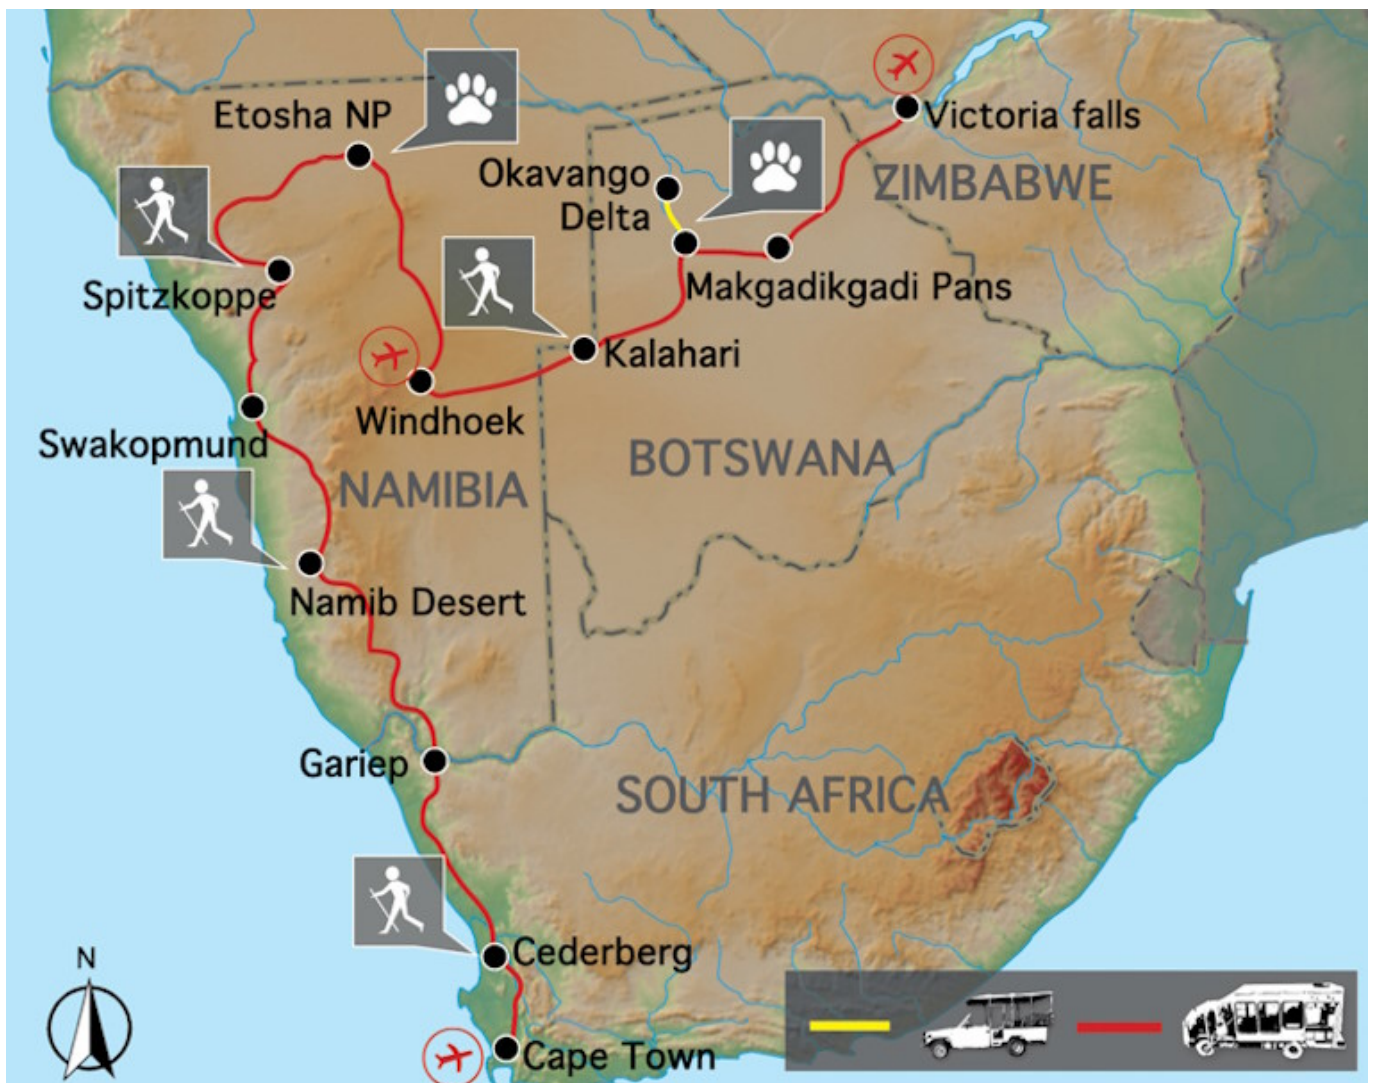 Etosha NP
Victoria falls
Okavango
Delta
ZIMBABWE
Spitzkoppe
Makgadikgadi Pans
Kalahari
Windhoek
Swakopmund
BOTSWANA
NAMIBIA
Namib Desert
Gariep
SOUTH AFRICA
Cederberg
N
Cape Town